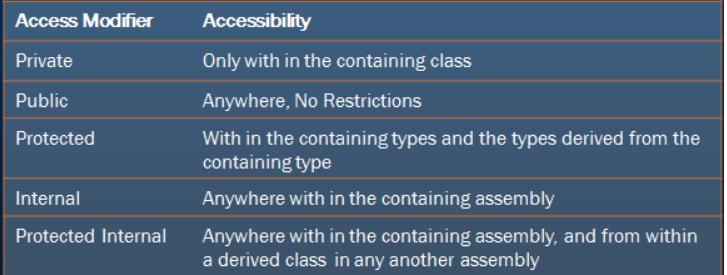 Access Modifier Accessibility
Private Only with in the containing class
Public Anywhere, No Restrictions
Protected With in the containing types and the types derived from the
containing type
Internal Anywhere with in the containing assembly
Protected Internal Anywhere with in the containing assembly, and from within
a derived class in any another assembly